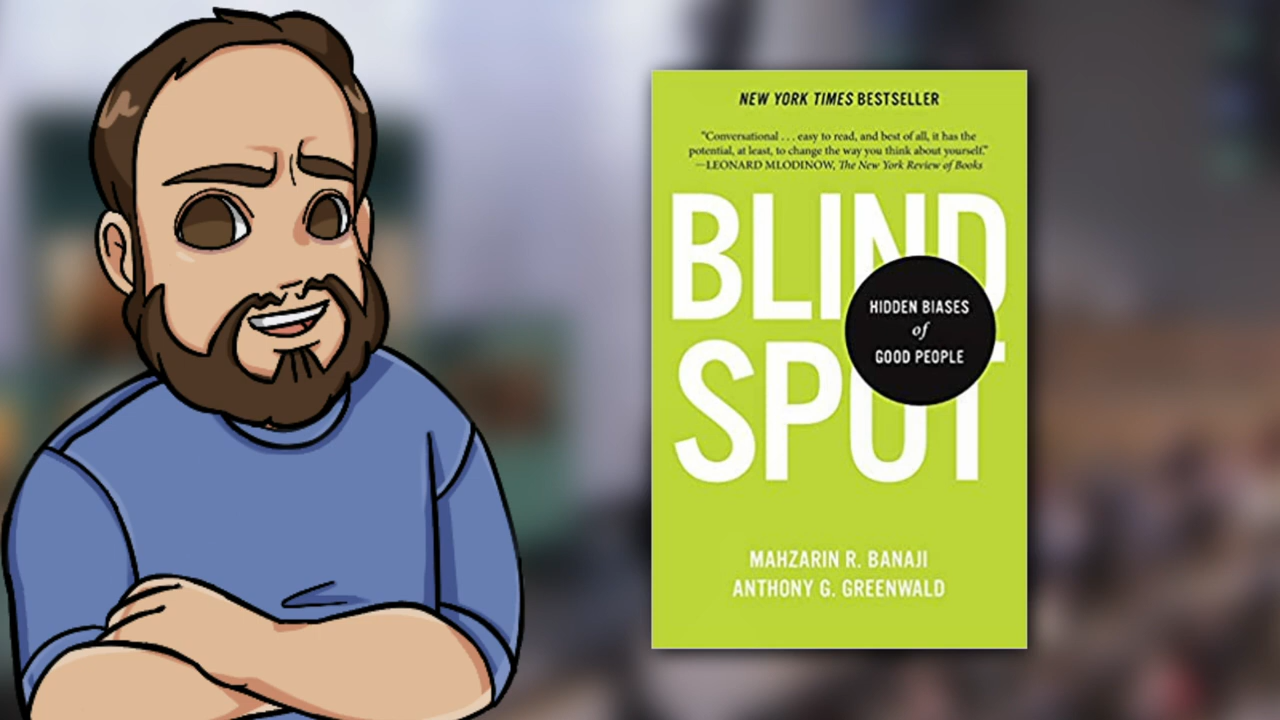 NEW YORK TIMES BESTSELLER
"Conversational . . . easy to read, and best of all, it has the
potential, at least, to change the way you think about yourself."
—LEONARD MLODINOW, The New York Review of Books
BLIND
HIDDEN BIASES
of
GOOD PEOPLE
SPOT
MAHZARIN R. BANAJI
ANTHONY G. GREENWALD